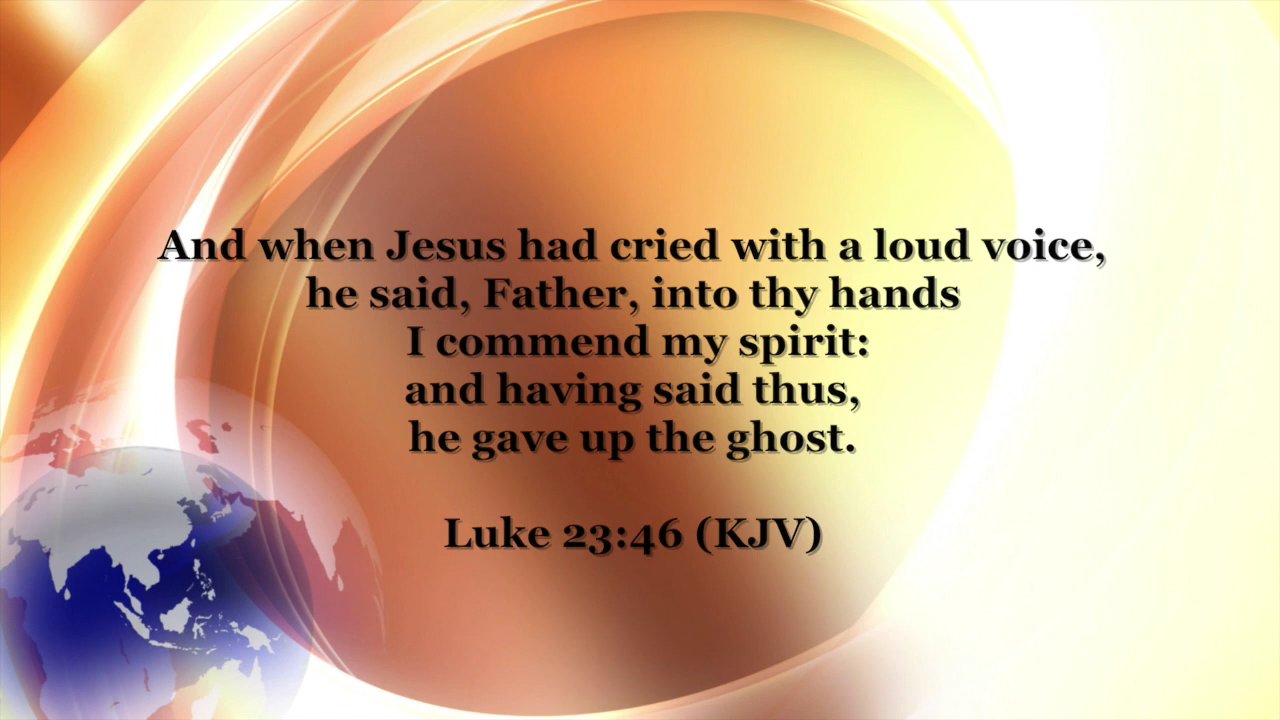 And when Jesus had cried with a loud voice,
he said, Father, into thy hands
I commend my spirit:
and having said thus,
he gave up the ghost.
Luke 23:46 (KJV)